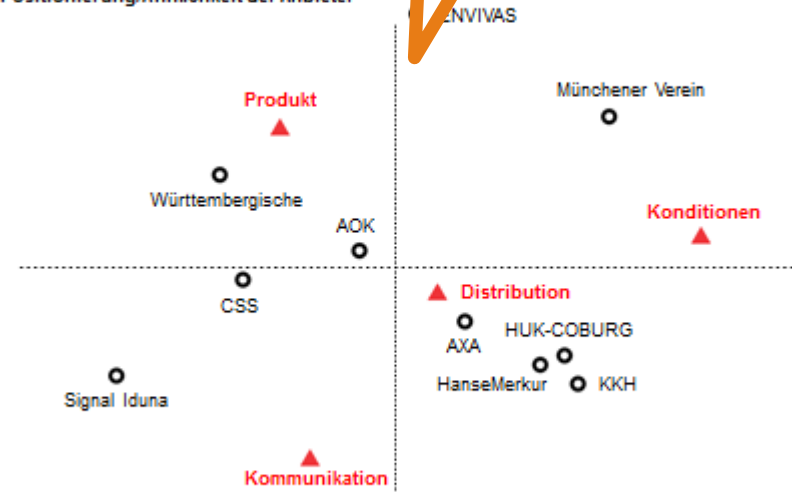 ENVIVAS
Münchener Verein
Produkt
Württembergische
Konditionen
AOK
Distribution
CSS
HUK-COBURG
AXA
HanseMerkur
KKH
Signal Iduna
Kommunikation